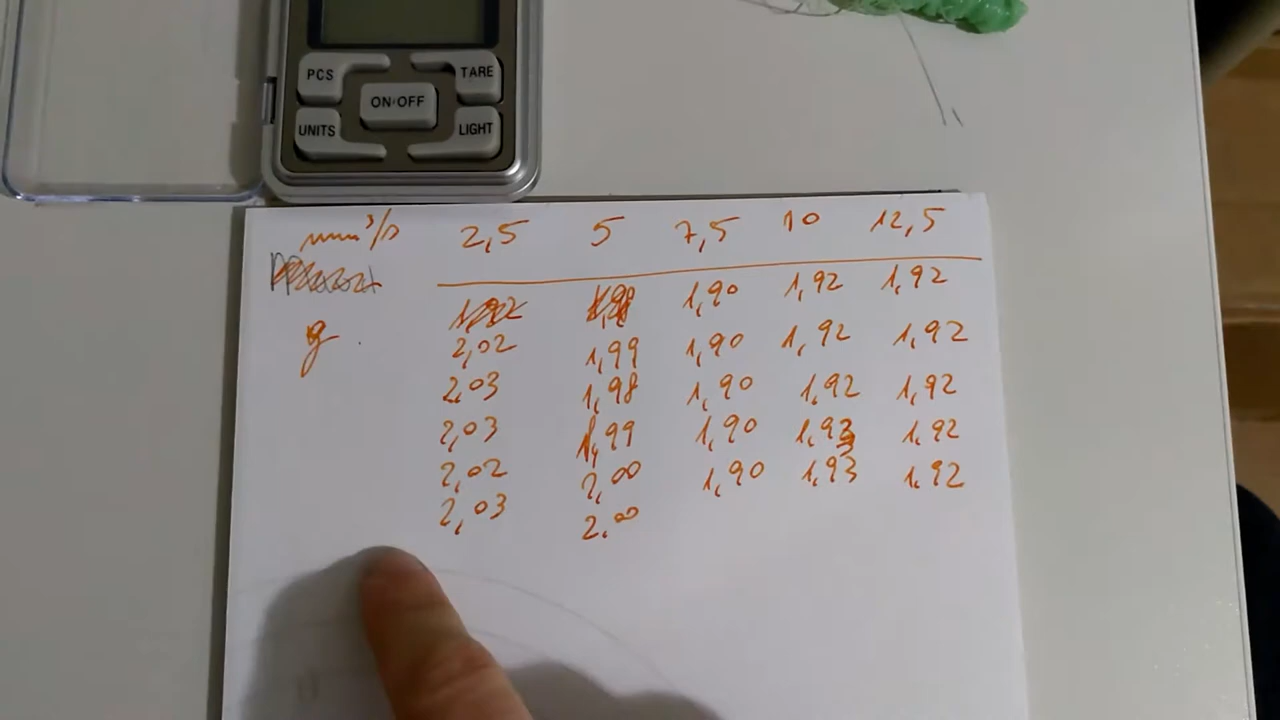 PCS TARE
ON·OFF
UNITS LIGHT
mm³/s 2,5 5 7,5 10 12,5
1,90 1,92 1,92
g 2,02 1,99 1,90 1,92 1,92
2,03 1,98 1,90 1,92 1,92
2,03 1,99 1,90 1,93 1,92
2,02 2,00 1,90 1,93 1,92
2,03 2,00